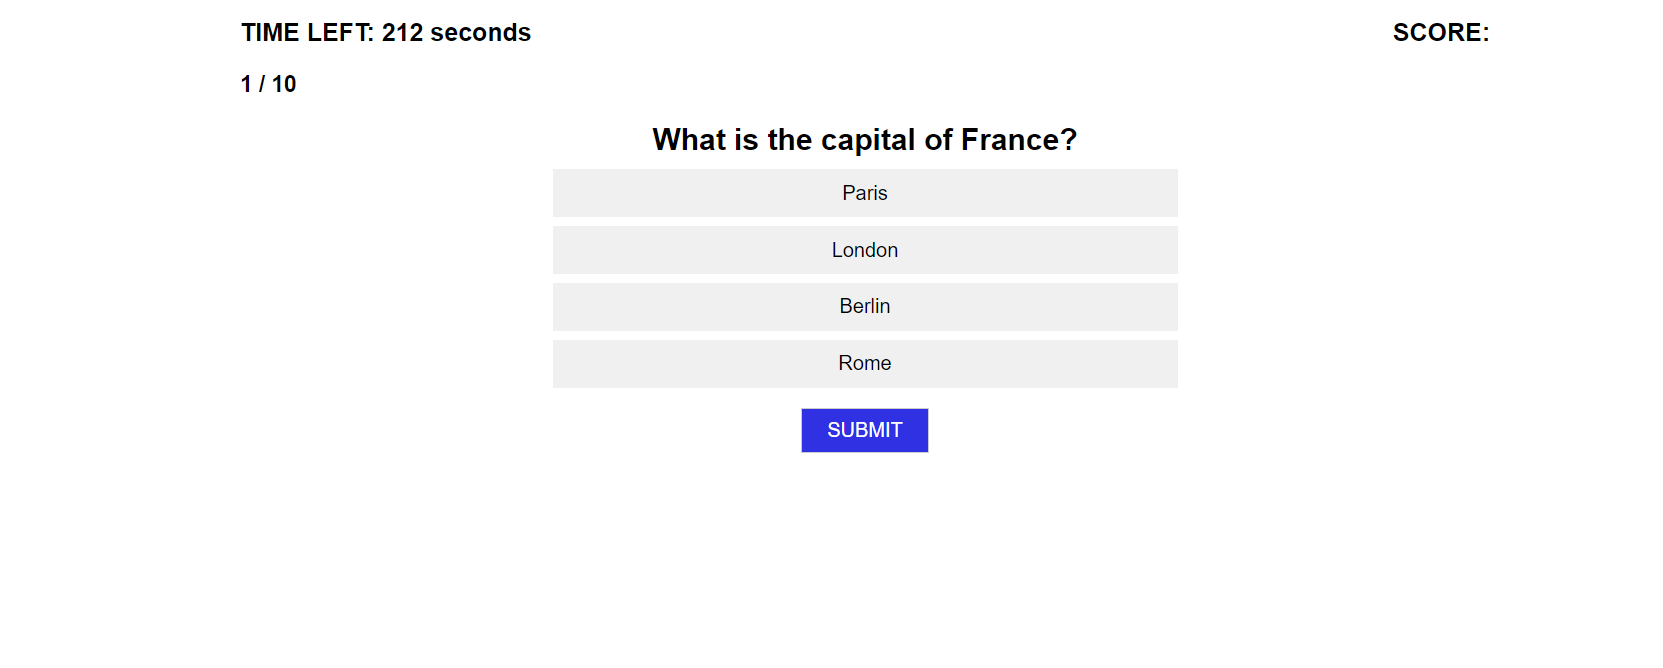 TIME LEFT: 212 seconds
SCORE:
1 / 10
What is the capital of France?
Paris
London
Berlin
Rome
SUBMIT